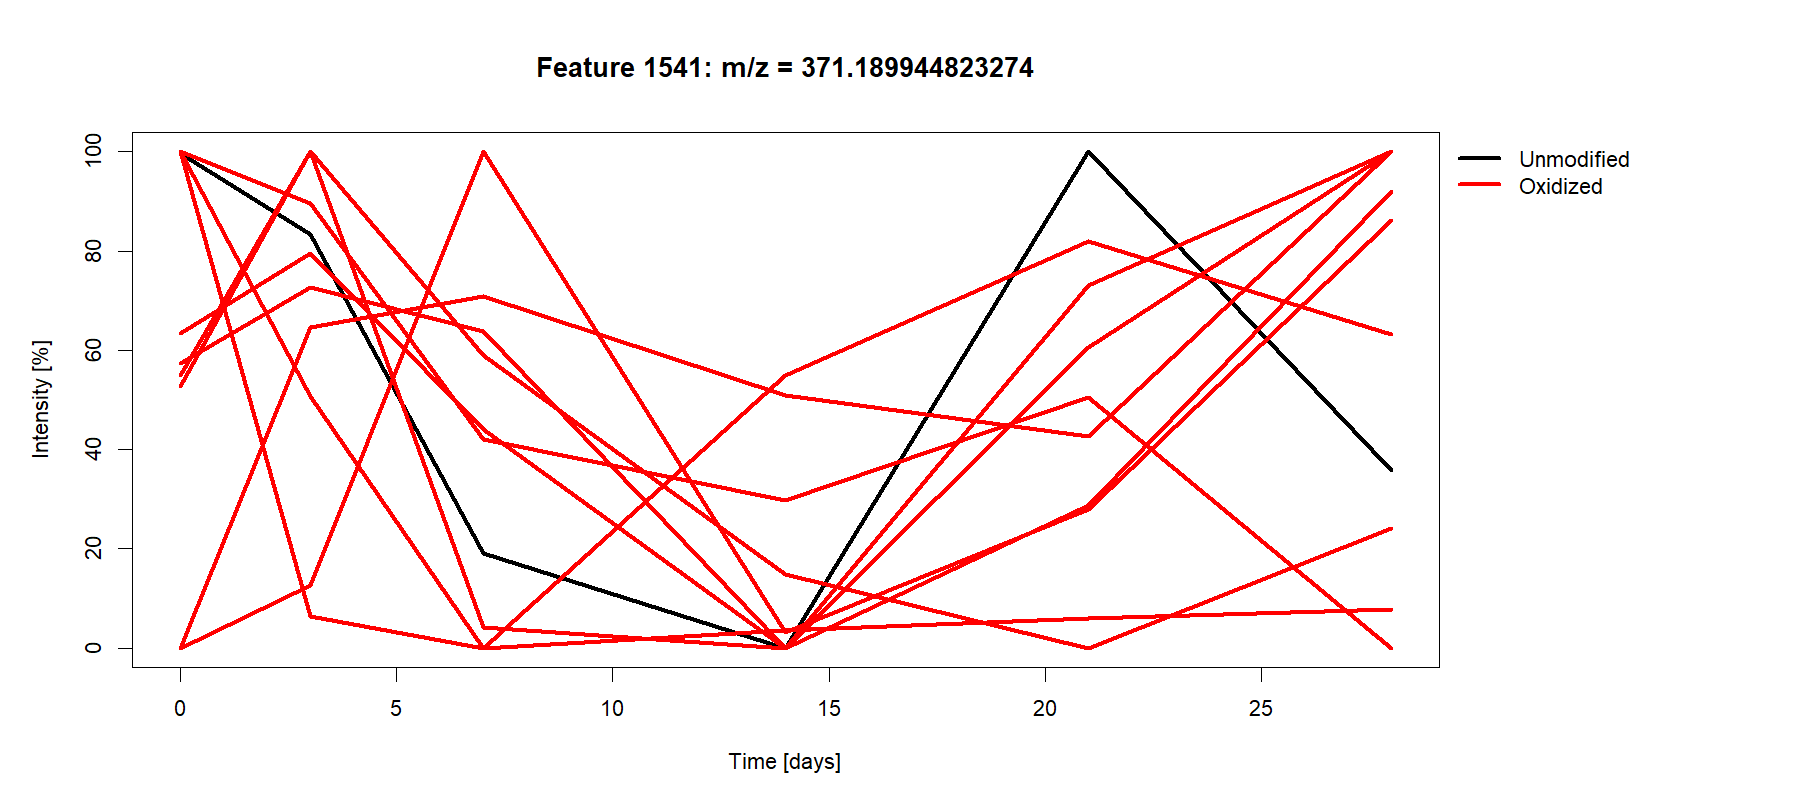 Feature 1541: m/z = 371.189944823274
Unmodified
Oxidized
Intensity [%]
100
80
60
40
20
0
0 5 10 15 20 25
Time [days]